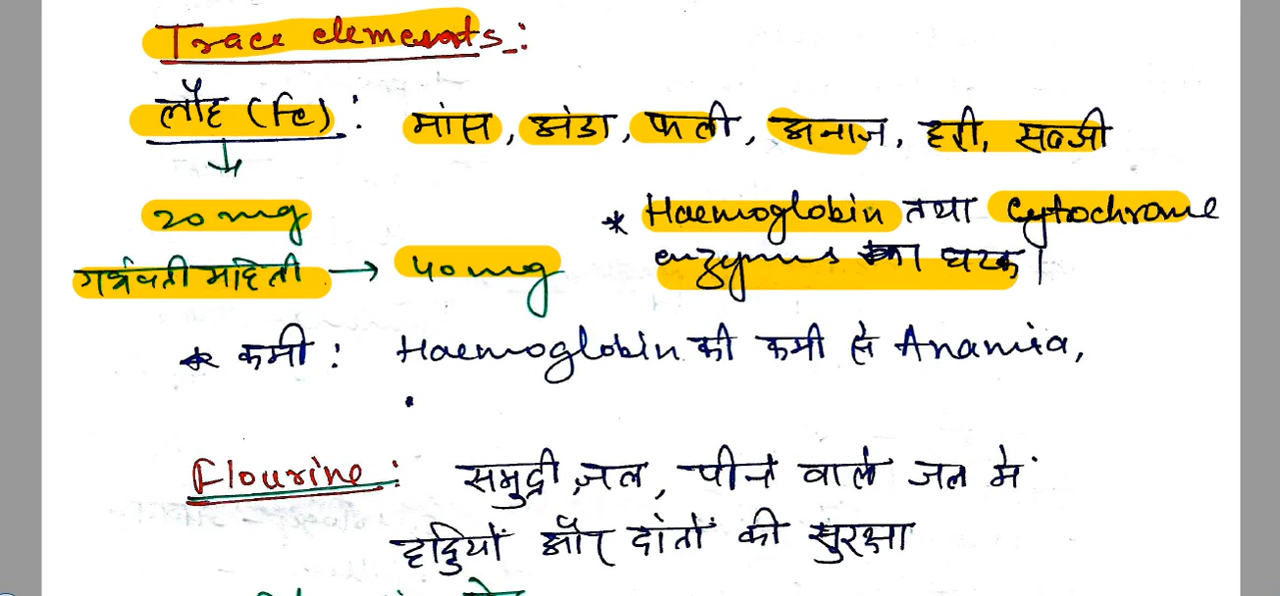 Trace elements :
लौह (Fe) : मांस, अंडा, फली, अनाज, हरी, सब्जी
20 mg
* Haemoglobin तथा Cytochrome
enzymes का घटक।
गर्भवती महिला → 40 mg
* कमी : Haemoglobin की कमी से Anamia,
Flourine : समुद्री जल, पीने वाले जल में
हड्डियों और दांतों की सुरक्षा